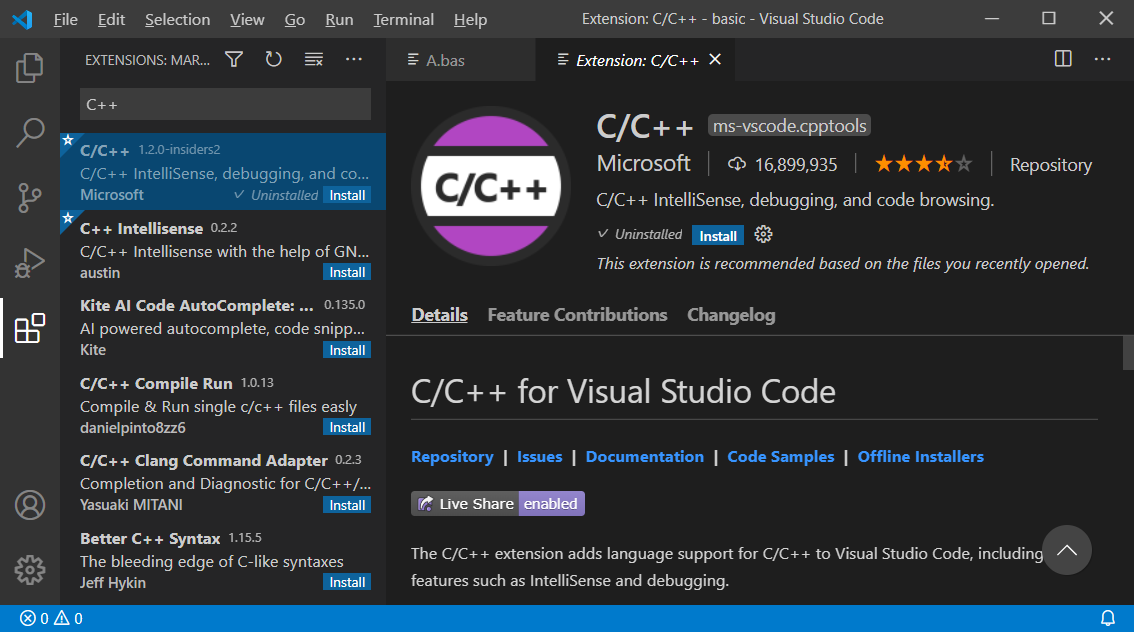 File Edit Selection View Go Run Terminal Help Extension: C/C++ - basic - Visual Studio Code
EXTENSIONS: MAR...
C++
C/C++ 1.2.0-insiders2
C/C++ IntelliSense, debugging, and co...
Microsoft Uninstalled Install
C++ Intellisense 0.2.2
C/C++ Intellisense with the help of GN...
austin Install
Kite AI Code AutoComplete: ... 0.135.0
AI powered autocomplete, code snipp...
Kite Install
C/C++ Compile Run 1.0.13
Compile & Run single c/c++ files easly
danielpinto8zz6 Install
C/C++ Clang Command Adapter 0.2.3
Completion and Diagnostic for C/C++/...
Yasuaki MITANI Install
Better C++ Syntax 1.15.5
The bleeding edge of C-like syntaxes
Jeff Hykin Install
A.bas Extension: C/C++
C/C++
C/C++ ms-vscode.cpptools
Microsoft 16,899,935 Repository
C/C++ IntelliSense, debugging, and code browsing.
Uninstalled Install
This extension is recommended based on the files you recently opened.
Details Feature Contributions Changelog
C/C++ for Visual Studio Code
Repository | Issues | Documentation | Code Samples | Offline Installers
Live Share enabled
The C/C++ extension adds language support for C/C++ to Visual Studio Code, including
features such as IntelliSense and debugging.
0 0